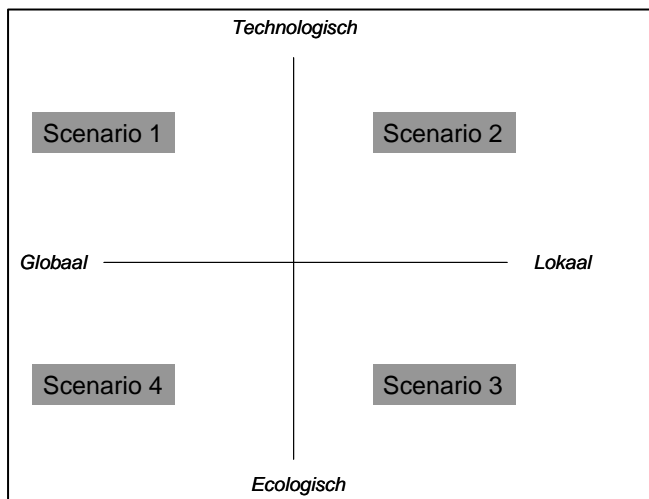 Technologisch
Scenario 1
Scenario 2
Globaal
Lokaal
Scenario 4
Scenario 3
Ecologisch